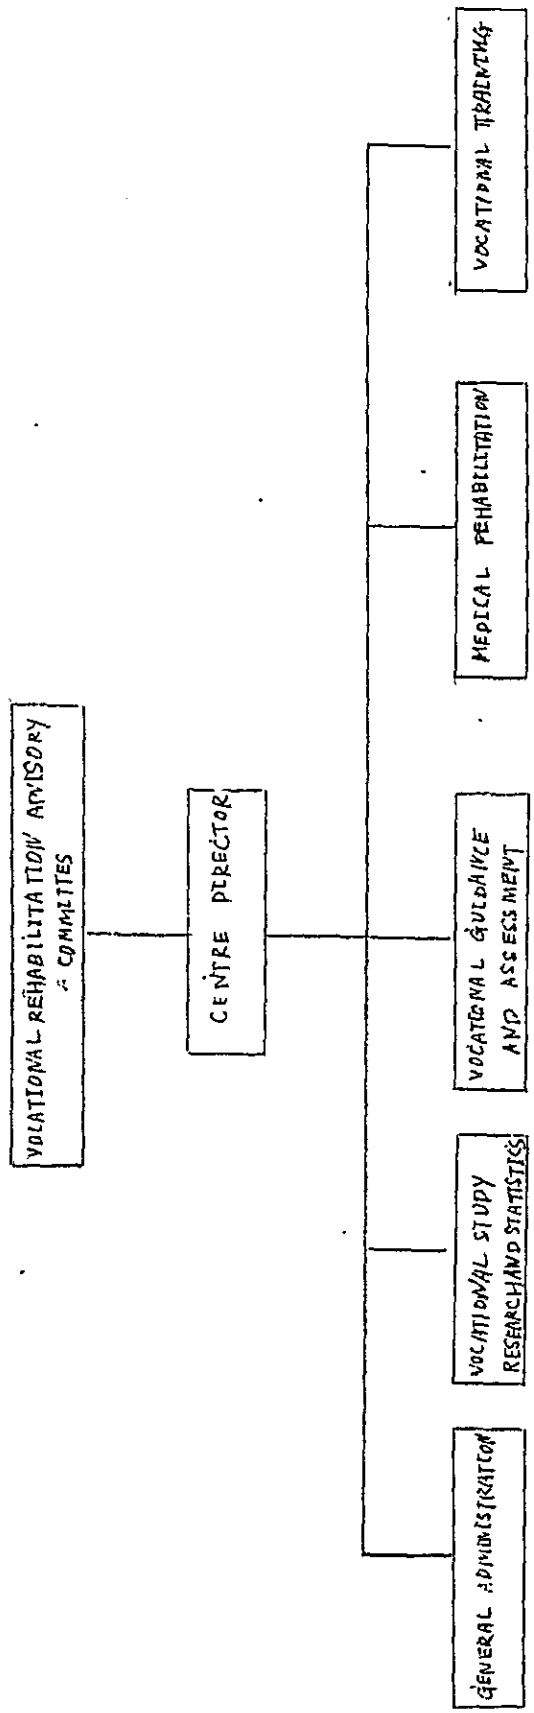 VOCATIONAL REHABILITATION ADVISORY
COMMITTES
CENTRE DIRECTOR
GENERAL ADMINISTRATION
VOCATIONAL STUDY
RESEARCH AND STATISTICS
VOCATIONAL GUIDANCE
AND ASSESSMENT
MEDICAL REHABILITATION
VOCATIONAL TRAINING